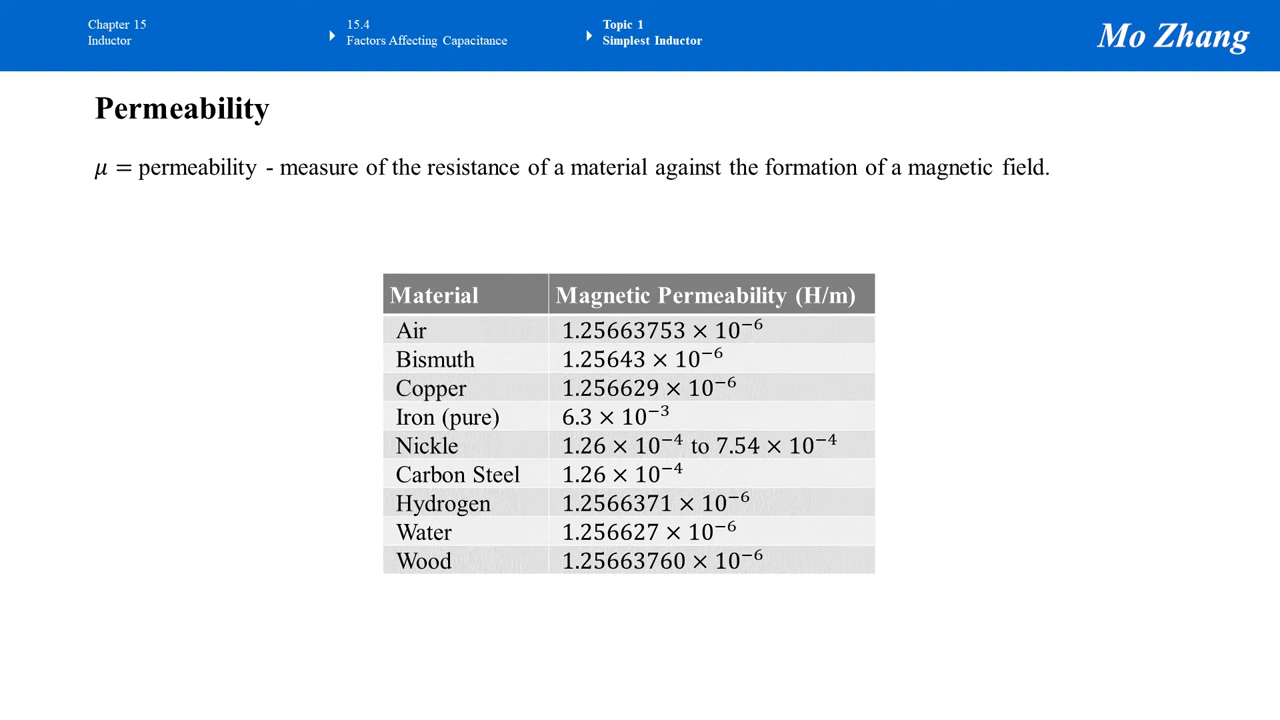 Chapter 15
Inductor
15.4
Factors Affecting Capacitance
Topic 1
Simplest Inductor
Mo Zhang
Permeability
𝜇 = permeability - measure of the resistance of a material against the formation of a magnetic field.
Material Magnetic Permeability (H/m)
Air 1.25663753 × 10⁻⁶
Bismuth 1.25643 × 10⁻⁶
Copper 1.256629 × 10⁻⁶
Iron (pure) 6.3 × 10⁻³
Nickle 1.26 × 10⁻⁴ to 7.54 × 10⁻⁴
Carbon Steel 1.26 × 10⁻⁴
Hydrogen 1.2566371 × 10⁻⁶
Water 1.256627 × 10⁻⁶
Wood 1.25663760 × 10⁻⁶